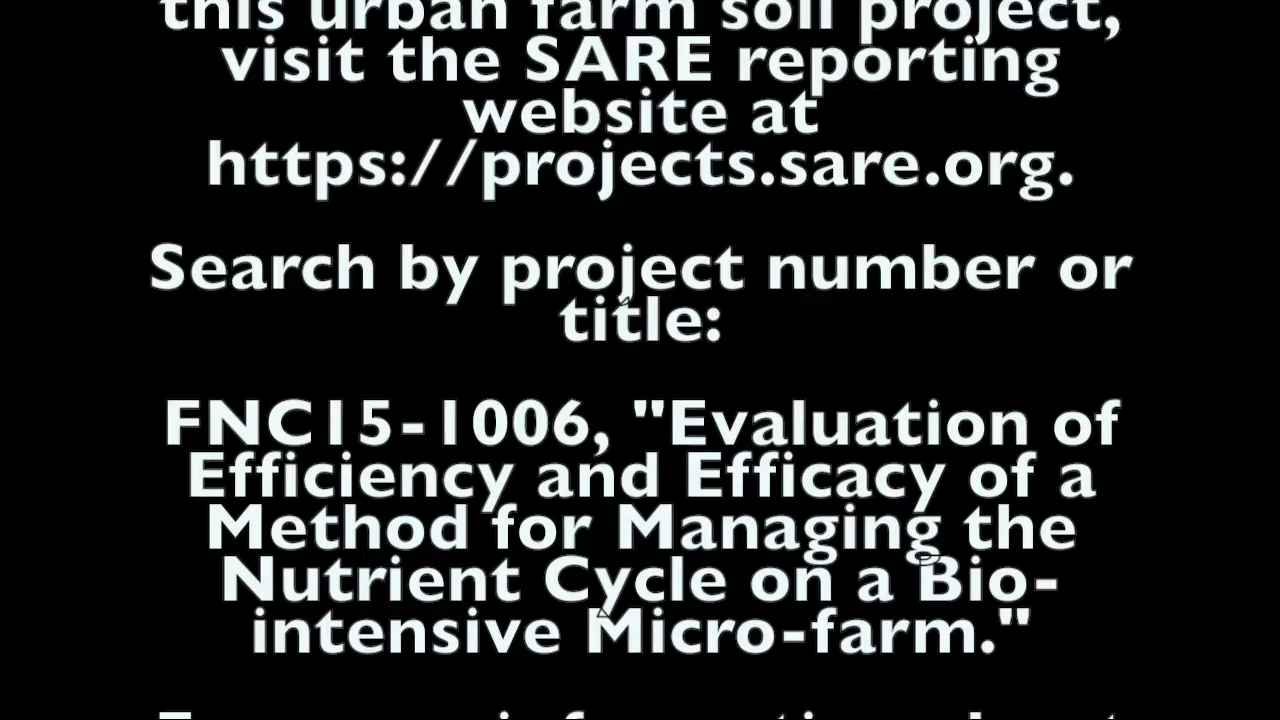 this urban farm soil project,
visit the SARE reporting
website at
https://projects.sare.org.
Search by project number or
title:
FNC15-1006, "Evaluation of
Efficiency and Efficacy of a
Method for Managing the
Nutrient Cycle on a Bio-
intensive Micro-farm."